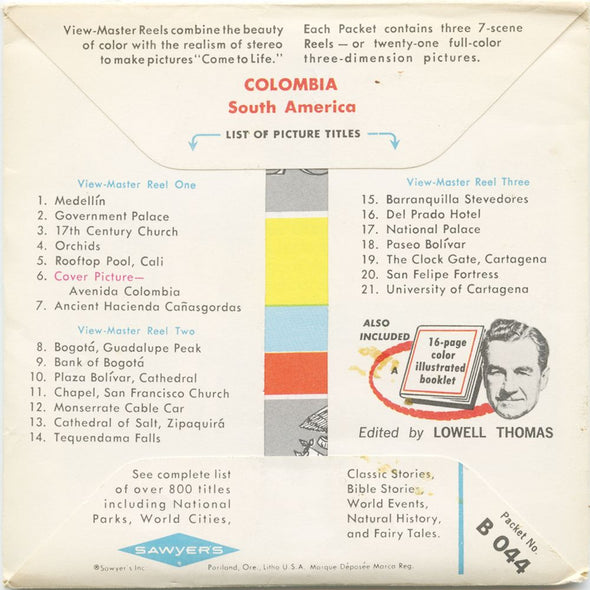 View-Master Reels combine the beauty
of color with the realism of stereo
to make pictures "Come to Life."
Each Packet contains three 7-scene
Reels — or twenty-one full-color
three-dimension pictures.
COLOMBIA
South America
LIST OF PICTURE TITLES
View-Master Reel One
1. Medellín
2. Government Palace
3. 17th Century Church
4. Orchids
5. Rooftop Pool, Cali
6. Cover Picture—
Avenida Colombia
7. Ancient Hacienda Cañasgordas
View-Master Reel Two
8. Bogotá, Guadalupe Peak
9. Bank of Bogotá
10. Plaza Bolívar, Cathedral
11. Chapel, San Francisco Church
12. Monserrate Cable Car
13. Cathedral of Salt, Zipaquirá
14. Tequendama Falls
View-Master Reel Three
15. Barranquilla Stevedores
16. Del Prado Hotel
17. National Palace
18. Paseo Bolívar
19. The Clock Gate, Cartagena
20. San Felipe Fortress
21. University of Cartagena
ALSO
INCLUDED
A
16-page
color
illustrated
booklet
Edited by LOWELL THOMAS
See complete list
of over 800 titles
including National
Parks, World Cities,
Classic Stories,
Bible Stories,
World Events,
Natural History,
and Fairy Tales.
SAWYER'S
®Sawyer's Inc. Portland, Ore., Litho U.S.A. Marque Déposée Marca Reg.
Packet No.
B 044